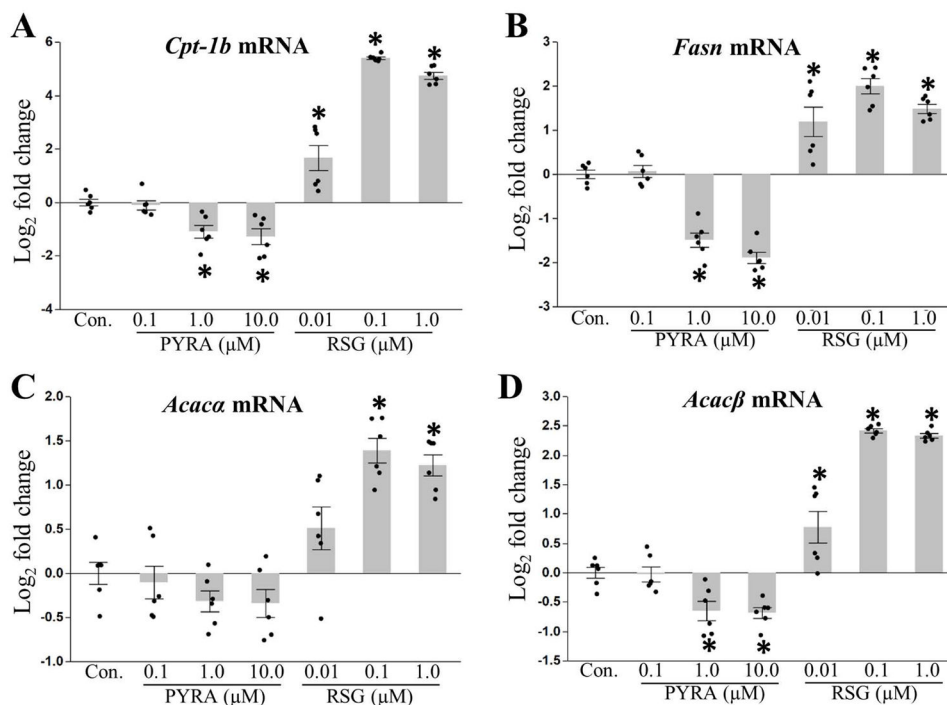 A
Cpt-1b mRNA
Log2 fold change
6
4
2
0
-2
-4
* * * * *
Con. 0.1 1.0 10.0 0.01 0.1 1.0
PYRA (µM) RSG (µM)
B
Fasn mRNA
Log2 fold change
3
2
1
0
-1
-2
-3
* * * * *
Con. 0.1 1.0 10.0 0.01 0.1 1.0
PYRA (µM) RSG (µM)
C
Acacα mRNA
Log2 fold change
2.0
1.5
1.0
0.5
0.0
-0.5
-1.0
* *
Con. 0.1 1.0 10.0 0.01 0.1 1.0
PYRA (µM) RSG (µM)
D
Acacβ mRNA
Log2 fold change
3.0
2.5
2.0
1.5
1.0
0.5
0.0
-0.5
-1.0
-1.5
* * * * *
Con. 0.1 1.0 10.0 0.01 0.1 1.0
PYRA (µM) RSG (µM)